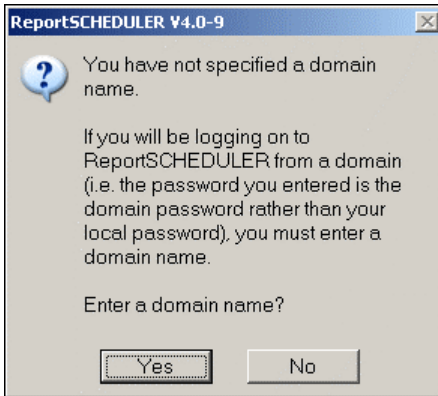 ReportSCHEDULER V4.0-9
You have not specified a domain
name.
If you will be logging on to
ReportSCHEDULER from a domain
(i.e. the password you entered is the
domain password rather than your
local password), you must enter a
domain name.
Enter a domain name?
Yes
No